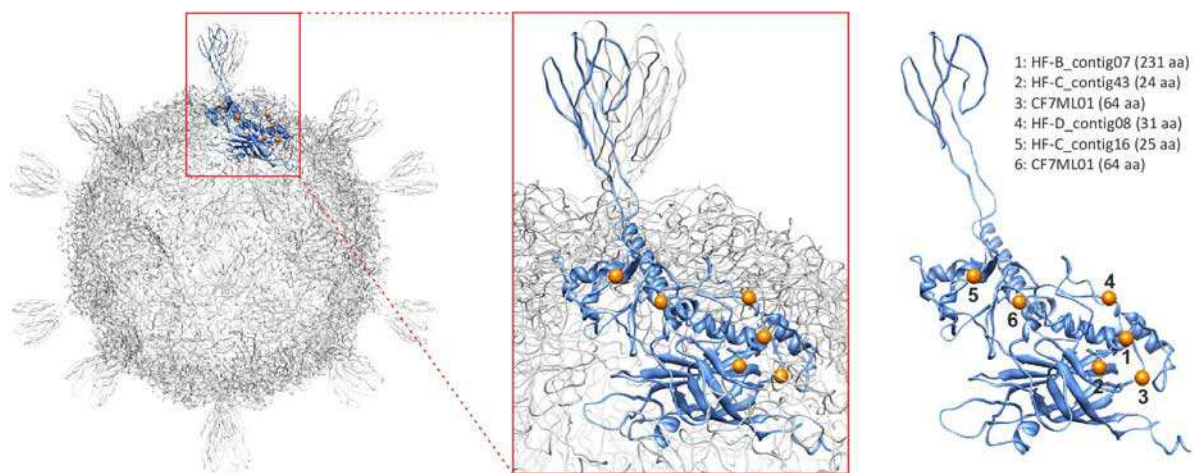 1: HF-B_contig07 (231 aa)
2: HF-C_contig43 (24 aa)
3: CF7ML01 (64 aa)
4: HF-D_contig08 (31 aa)
5: HF-C_contig16 (25 aa)
6: CF7ML01 (64 aa)
5
4
6
1
2
3